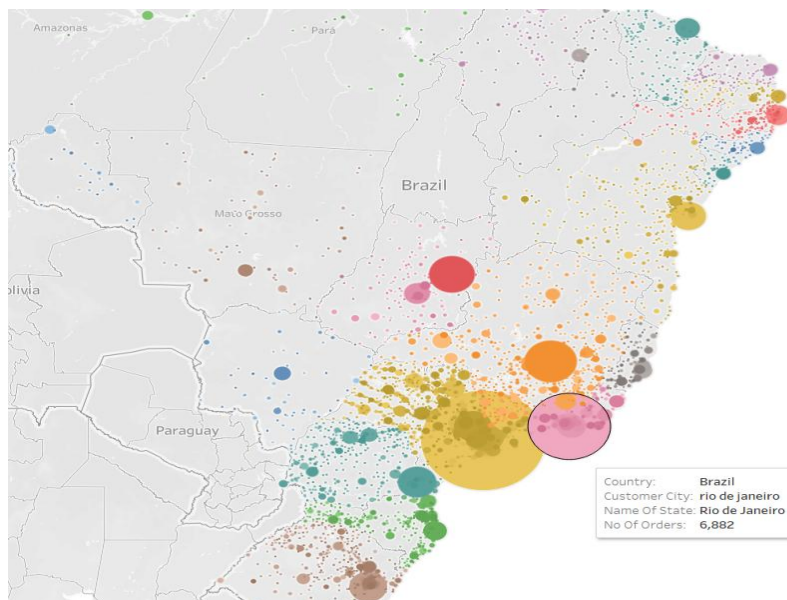 Amazonas
Pará
Brazil
Mato Grosso
olivia
Paraguay
Country: Brazil
Customer City: rio de janeiro
Name Of State: Rio de Janeiro
No Of Orders: 6,882